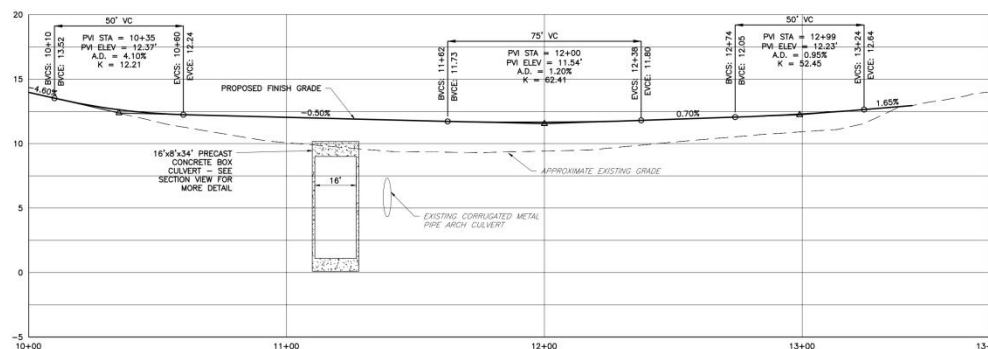 20
15
10
5
0
-5
50' VC
PVI STA = 10+35
PVI ELEV = 12.37'
A.D. = 4.10%
K = 12.21
BVCS: 10+10
BVCE: 13.52
EVCS: 10+60
EVCE: 12.24
-4.60%
PROPOSED FINISH GRADE
-0.50%
75' VC
PVI STA = 12+00
PVI ELEV = 11.54'
A.D. = 1.20%
K = 62.41
BVCS: 11+62
BVCE: 11.73
EVCS: 12+38
EVCE: 11.80
0.70%
50' VC
PVI STA = 12+99
PVI ELEV = 12.23'
A.D. = 0.95%
K = 52.45
BVCS: 12+74
BVCE: 12.05
EVCS: 13+24
EVCE: 12.64
1.65%
16'x8'x34' PRECAST
CONCRETE BOX
CULVERT - SEE
SECTION VIEW FOR
MORE DETAIL
16'
APPROXIMATE EXISTING GRADE
EXISTING CORRUGATED METAL
PIPE ARCH CULVERT
10+00
11+00
12+00
13+00